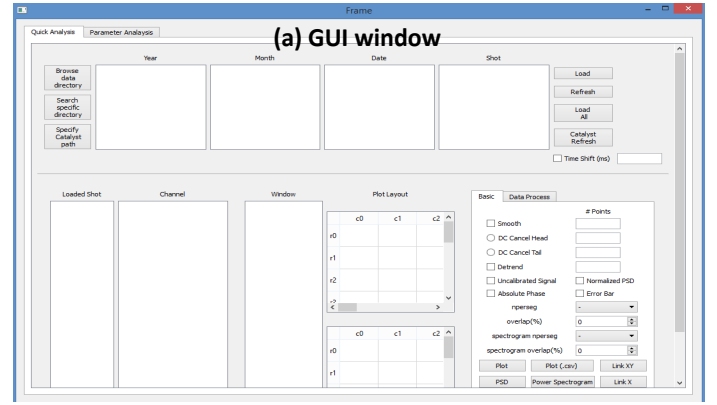 Frame
Quick Analysis Parameter Analaysis
(a) GUI window
Year Month Date Shot
Browse
data
directory
Search
specific
directory
Specify
Catalyst
path
Load
Refresh
Load
All
Catalyst
Refresh
Time Shift (ms)
Loaded Shot Channel Window Plot Layout
c0 c1 c2
r0
r1
r2
c0 c1 c2
r0
r1
Basic Data Process
# Points
Smooth
DC Cancel Head
DC Cancel Tail
Detrend
Uncalibrated Signal Normalized PSD
Absolute Phase Error Bar
nperseg -
overlap(%) 0
spectrogram nperseg -
spectrogram overlap(%) 0
Plot Plot (.csv) Link XY
PSD Power Spectrogram Link X